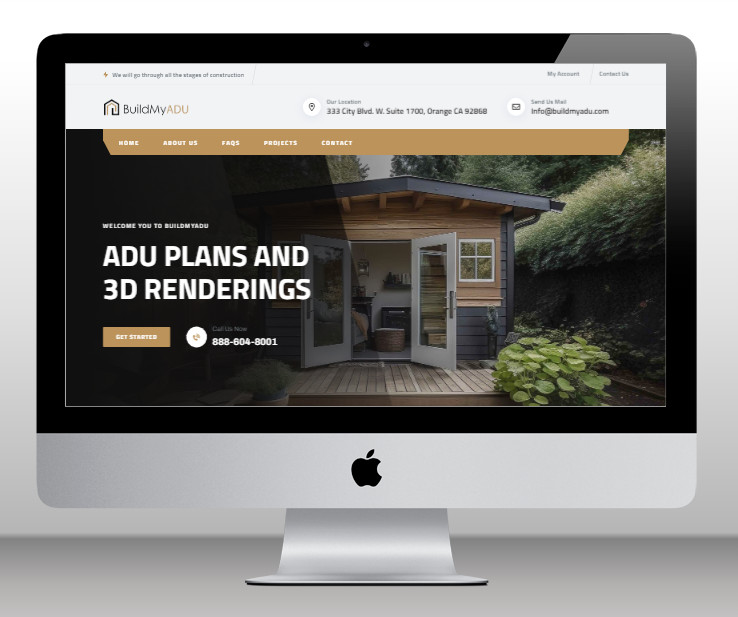 We will go through all the stages of construction
My Account
Contact Us
BuildMyADU
Our Location
333 City Blvd. W. Suite 1700, Orange CA 92868
Send Us Mail
Info@buildmyadu.com
HOME ABOUT US FAQS PROJECTS CONTACT
WELCOME YOU TO BUILDMYADU
ADU PLANS AND
3D RENDERINGS
GET STARTED
Call Us Now
888-604-8001